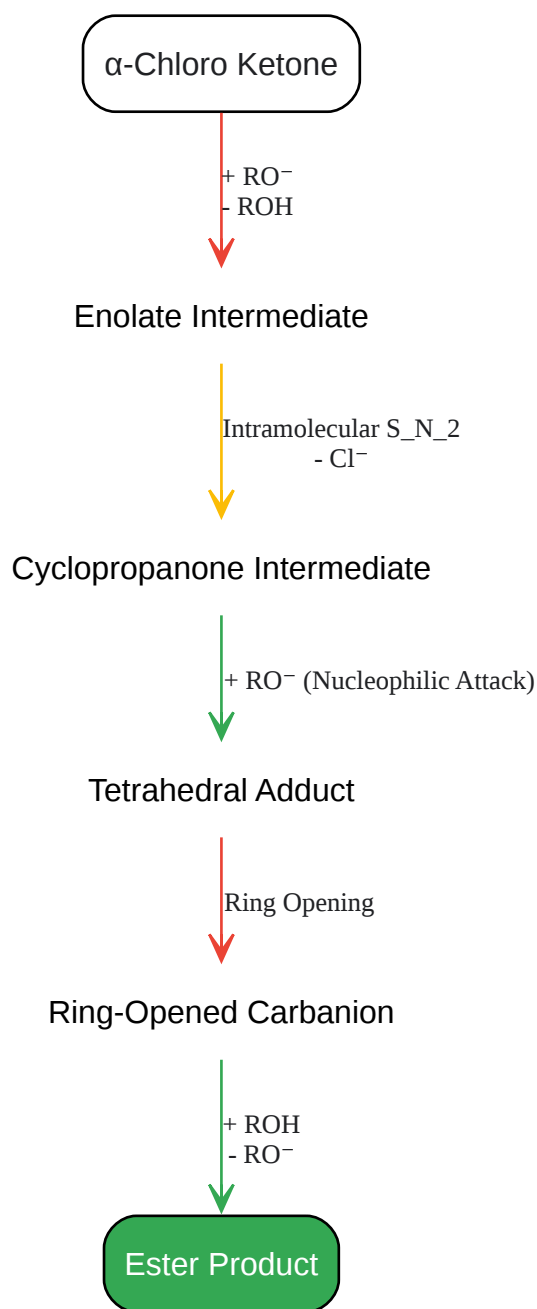 α-Chloro Ketone
+ RO⁻
- ROH
Enolate Intermediate
Intramolecular S_N_2
- Cl⁻
Cyclopropanone Intermediate
+ RO⁻ (Nucleophilic Attack)
Tetrahedral Adduct
Ring Opening
Ring-Opened Carbanion
+ ROH
- RO⁻
Ester Product